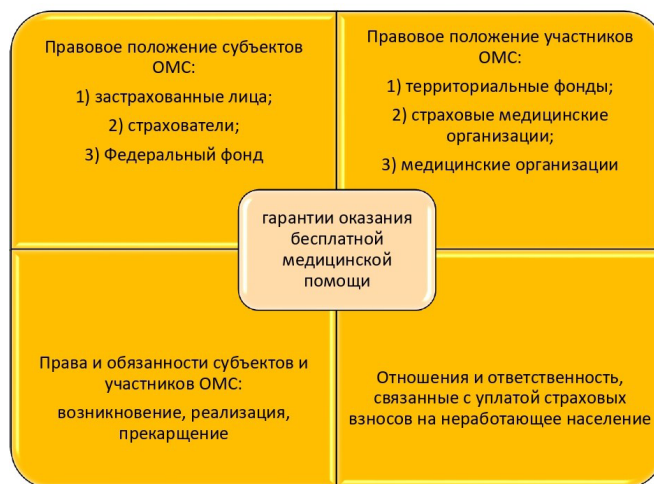 Правовое положение субъектов
ОМС:
1) застрахованные лица;
2) страхователи;
3) Федеральный фонд
Правовое положение участников
ОМС:
1) территориальные фонды;
2) страховые медицинские
организации;
3) медицинские организации
гарантии оказания
бесплатной
медицинской
помощи
Права и обязанности субъектов и
участников ОМС:
возникновение, реализация,
прекарщение
Отношения и ответственность,
связанные с уплатой страховых
взносов на неработающее население